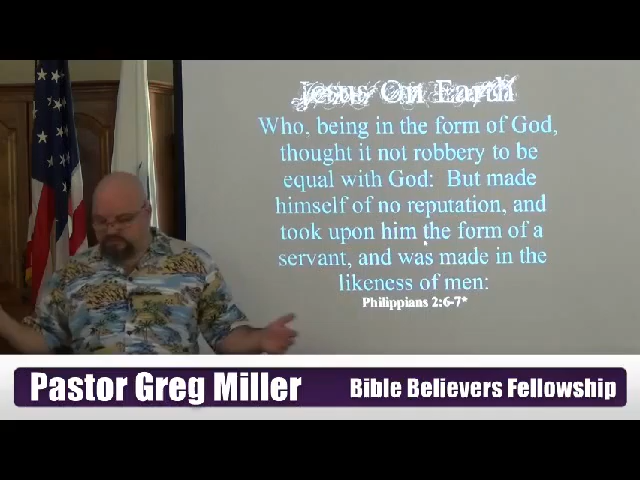 Jesus On Earth
Who, being in the form of God,
thought it not robbery to be
equal with God:  But made
himself of no reputation, and
took upon him the form of a
servant, and was made in the
likeness of men:
Philippians 2:6-7*
Pastor Greg Miller
Bible Believers Fellowship